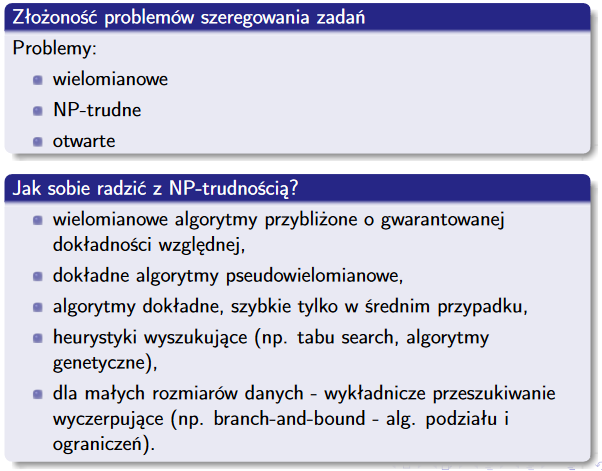 Złożoność problemów szeregowania zadań
Problemy:
wielomianowe
NP-trudne
otwarte
Jak sobie radzić z NP-trudnością?
wielomianowe algorytmy przybliżone o gwarantowanej
dokładności względnej,
dokładne algorytmy pseudowielomianowe,
algorytmy dokładne, szybkie tylko w średnim przypadku,
heurystyki wyszukujące (np. tabu search, algorytmy
genetyczne),
dla małych rozmiarów danych - wykładnicze przeszukiwanie
wyczerpujące (np. branch-and-bound - alg. podziału i
ograniczeń).